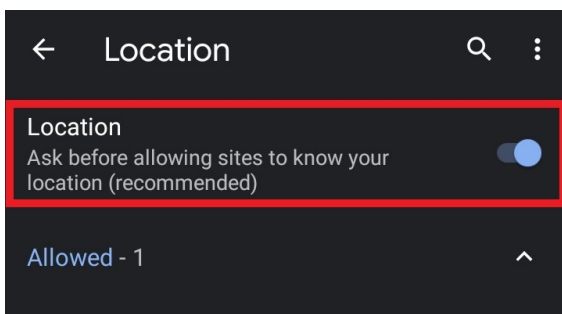 Location
Location
Ask before allowing sites to know your
location (recommended)
Allowed - 1